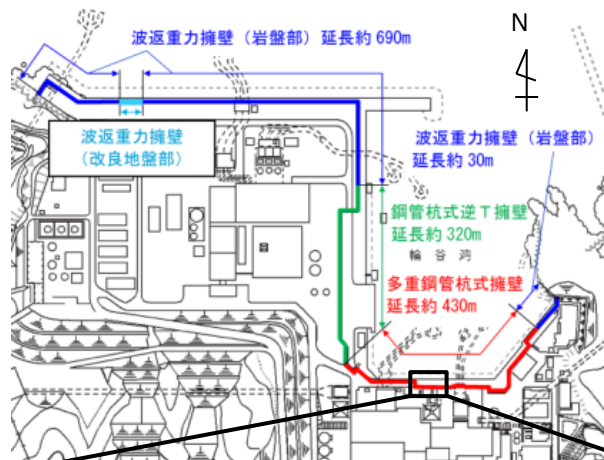 波返重力擁壁（岩盤部）延長約 690m
N
波返重力擁壁
（改良地盤部）
波返重力擁壁（岩盤部）
延長約 30m
鋼管杭式逆Ｔ擁壁
延長約 320m
輪谷湾
多重鋼管杭式擁壁
延長約 430m